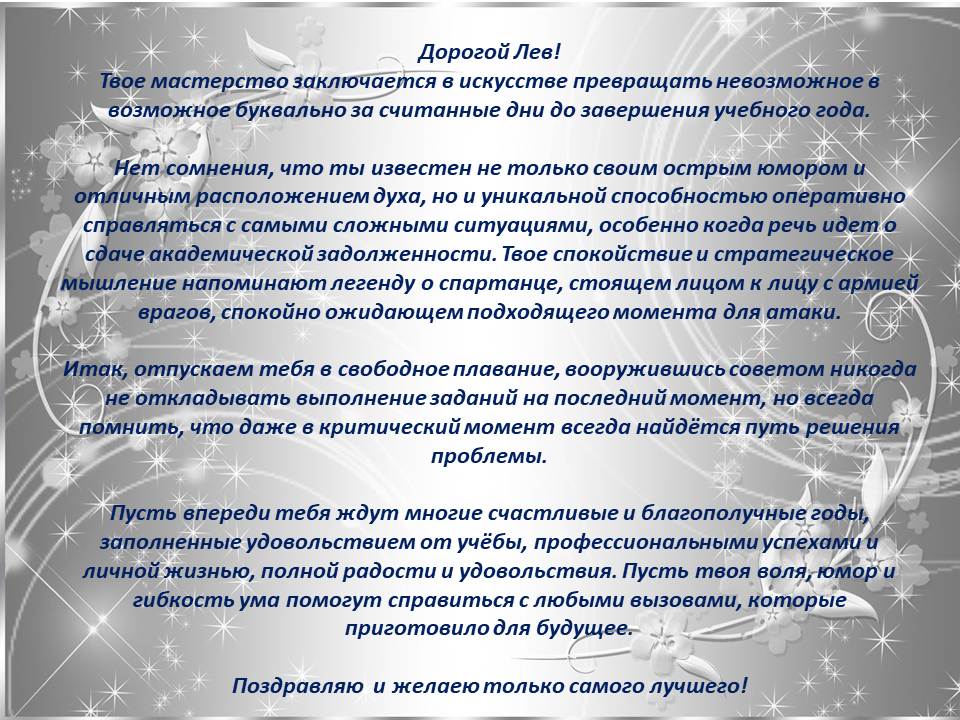 Дорогой Лев!
Твое мастерство заключается в искусстве превращать невозможное в
возможное буквально за считанные дни до завершения учебного года.
Нет сомнения, что ты известен не только своим острым юмором и
отличным расположением духа, но и уникальной способностью оперативно
справляться с самыми сложными ситуациями, особенно когда речь идет о
сдаче академической задолженности. Твое спокойствие и стратегическое
мышление напоминают легенду о спартанце, стоящем лицом к лицу с армией
врагов, спокойно ожидающем подходящего момента для атаки.
Итак, отпускаем тебя в свободное плавание, вооружившись советом никогда
не откладывать выполнение заданий на последний момент, но всегда
помнить, что даже в критический момент всегда найдётся путь решения
проблемы.
Пусть впереди тебя ждут многие счастливые и благополучные годы,
заполненные удовольствием от учёбы, профессиональными успехами и
личной жизнью, полной радости и удовольствия. Пусть твоя воля, юмор и
гибкость ума помогут справиться с любыми вызовами, которые
приготовило для будущее.
Поздравляю и желаею только самого лучшего!